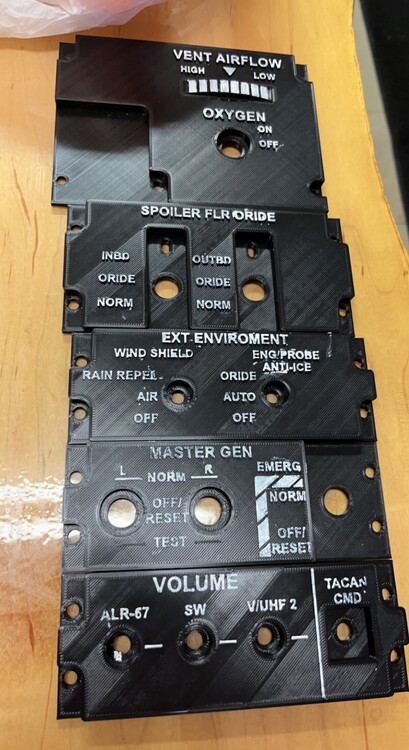 VENT AIRFLOW
HIGH LOW
OXYGEN
ON
OFF
SPOILER FLR ORIDE
INBD OUTBD
ORIDE ORIDE
NORM NORM
EXT ENVIROMENT
WIND SHIELD ENG/PROBE
ANTI-ICE
RAIN REPEL ORIDE
AIR AUTO
OFF OFF
MASTER GEN
L NORM R
OFF/
RESET
TEST
EMERG
NORM
OFF/
RESET
VOLUME
ALR-67 SW V/UHF 2
TACAN
CMD